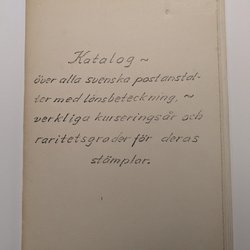 Katalog ~
över alla svenska postanstal-
ter med länsbeteckning, ~
verkliga kurseringsår och
raritetsgrader för deras
stämplar.